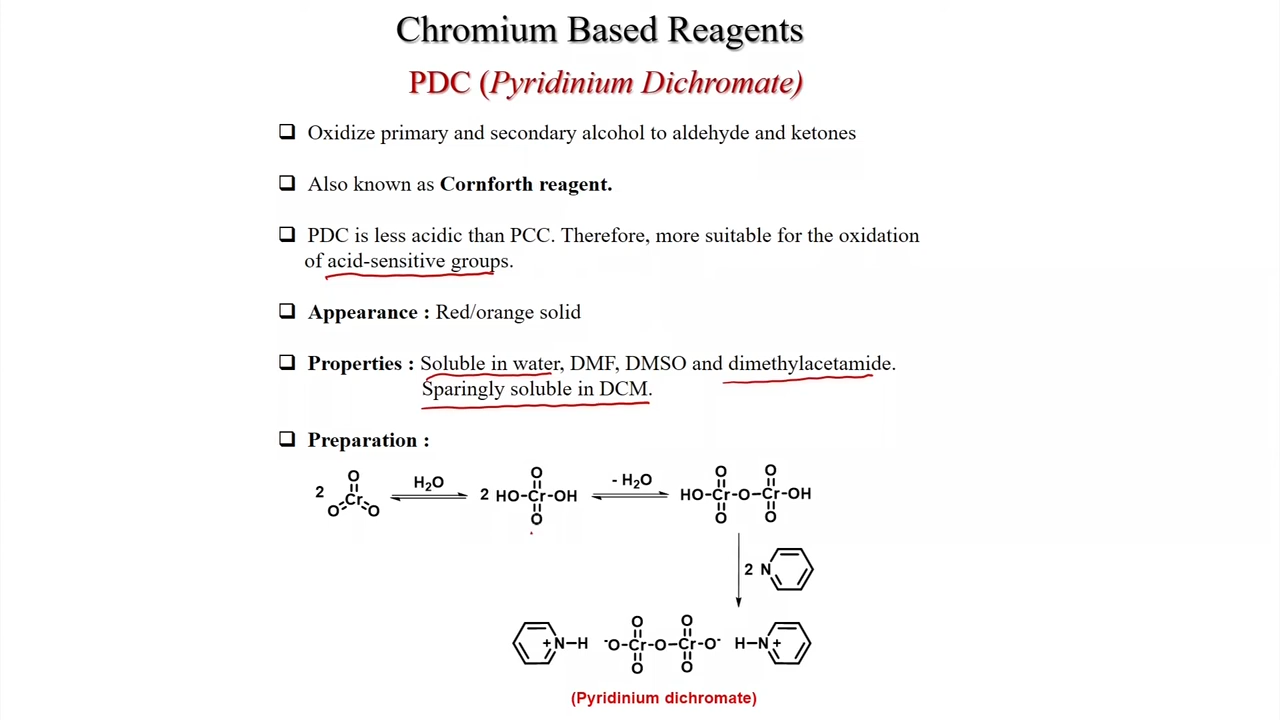 Chromium Based Reagents
PDC (Pyridinium Dichromate)
❑ Oxidize primary and secondary alcohol to aldehyde and ketones
❑ Also known as Cornforth reagent.
❑ PDC is less acidic than PCC. Therefore, more suitable for the oxidation
of acid-sensitive groups.
❑ Appearance : Red/orange solid
❑ Properties : Soluble in water, DMF, DMSO and dimethylacetamide.
Sparingly soluble in DCM.
❑ Preparation :
O O O O
2 Cr O O H₂O 2 HO-Cr-OH - H₂O HO-Cr-O-Cr-OH
O O O
2 N
O O
+N-H ⁻O-Cr-O-Cr-O⁻ H-N+
O O
(Pyridinium dichromate)